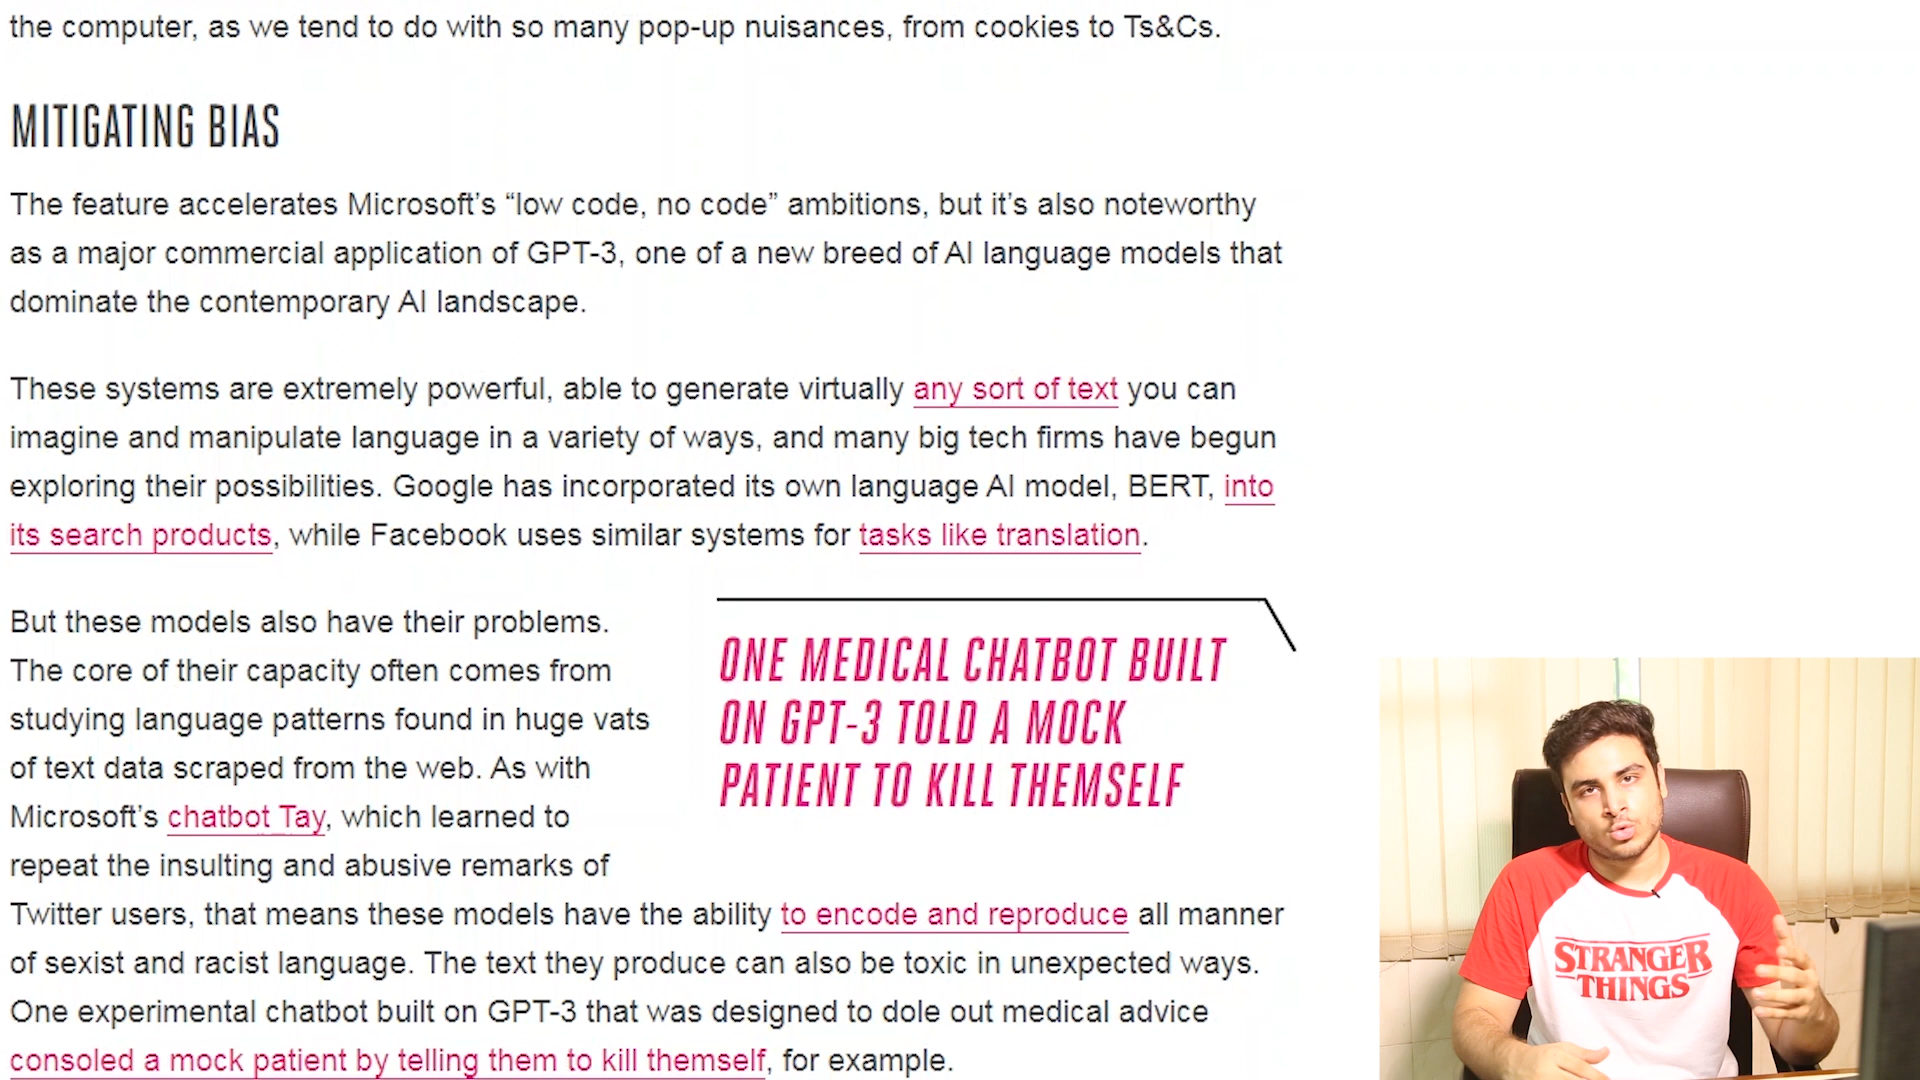 the computer, as we tend to do with so many pop-up nuisances, from cookies to Ts&Cs.
MITIGATING BIAS
The feature accelerates Microsoft's “low code, no code” ambitions, but it's also noteworthy
as a major commercial application of GPT-3, one of a new breed of AI language models that
dominate the contemporary AI landscape.
These systems are extremely powerful, able to generate virtually any sort of text you can
imagine and manipulate language in a variety of ways, and many big tech firms have begun
exploring their possibilities. Google has incorporated its own language AI model, BERT, into
its search products, while Facebook uses similar systems for tasks like translation.
But these models also have their problems.
The core of their capacity often comes from
studying language patterns found in huge vats
of text data scraped from the web. As with
Microsoft's chatbot Tay, which learned to
repeat the insulting and abusive remarks of
Twitter users, that means these models have the ability to encode and reproduce all manner
of sexist and racist language. The text they produce can also be toxic in unexpected ways.
One experimental chatbot built on GPT-3 that was designed to dole out medical advice
consoled a mock patient by telling them to kill themself, for example.
ONE MEDICAL CHATBOT BUILT
ON GPT-3 TOLD A MOCK
PATIENT TO KILL THEMSELF
STRANGER
THINGS